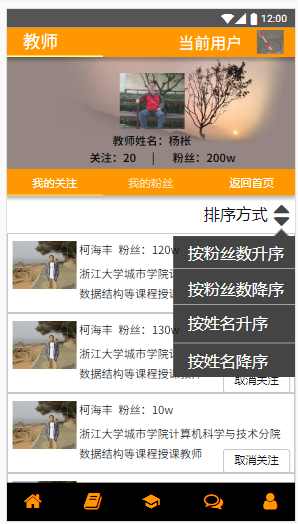 12:00
教师 当前用户
教师姓名：杨枨
关注：20 | 粉丝：200w
我的关注 我的粉丝 返回首页
排序方式
按粉丝数升序
按粉丝数降序
按姓名升序
按姓名降序
柯海丰 粉丝：120w
浙江大学城市学院计
数据结构等课程授课
柯海丰 粉丝：130w
浙江大学城市学院计
数据结构等课程授课教师
取消关注
柯海丰 粉丝：10w
浙江大学城市学院计算机科学与技术分院
数据结构等课程授课教师
取消关注